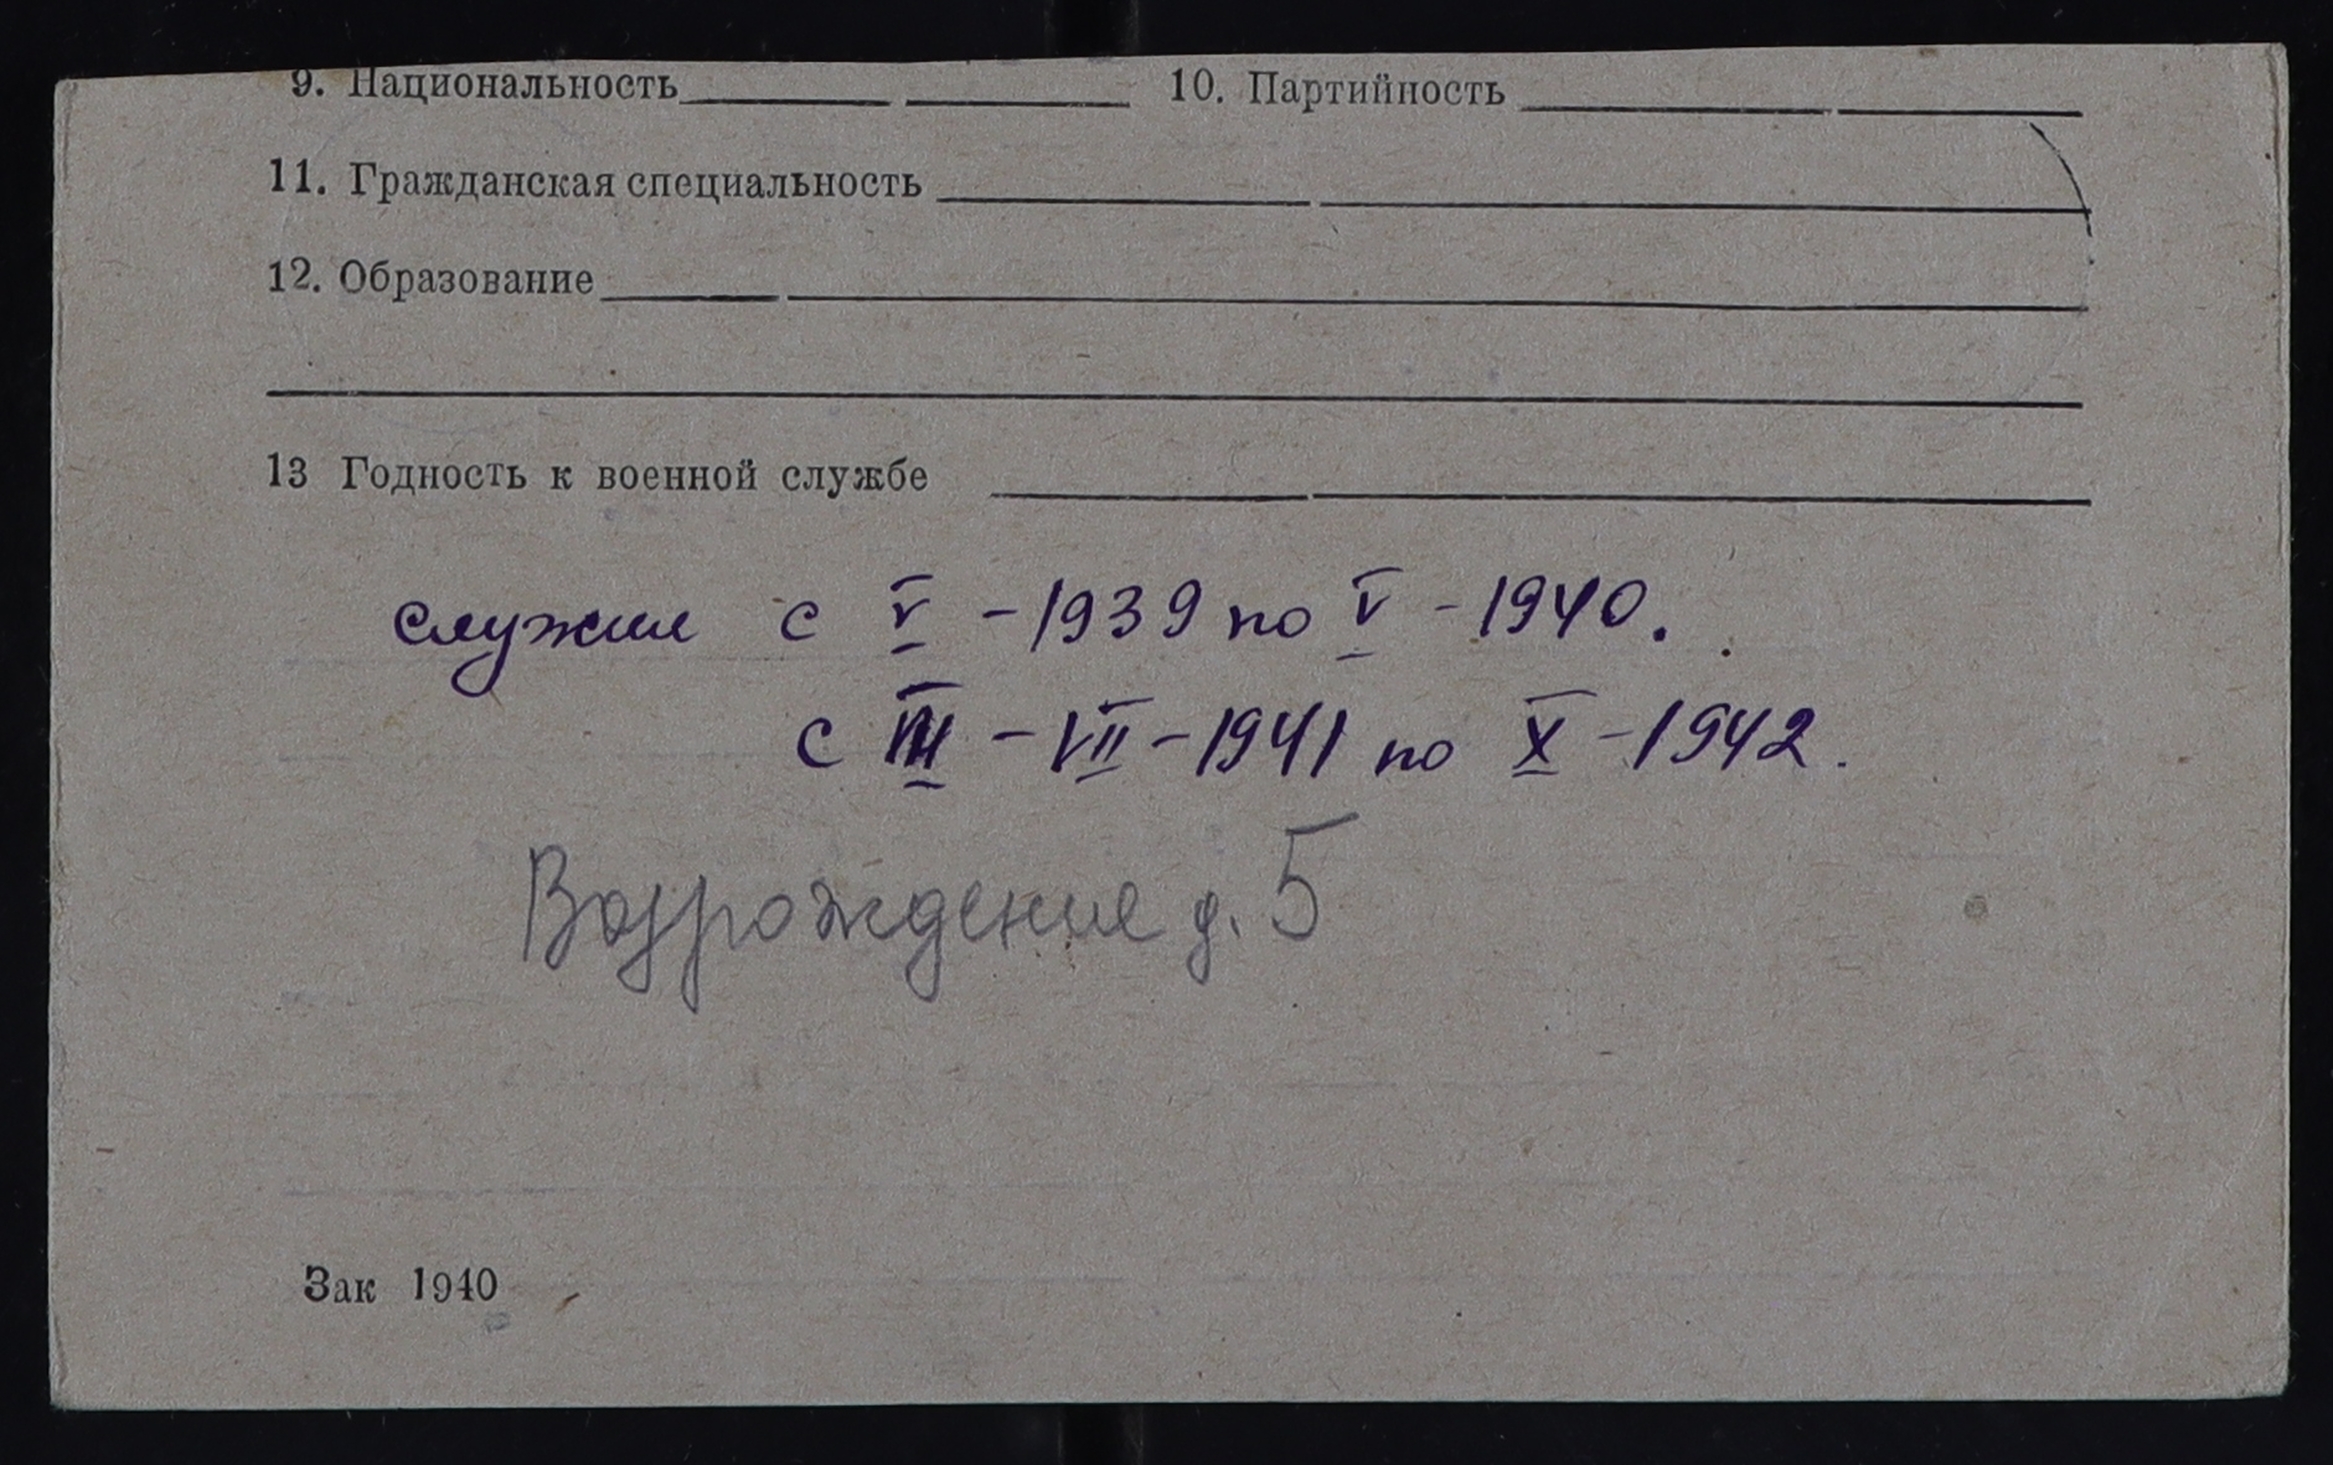 9. Национальность 10. Партийность
11. Гражданская специальность
12. Образование
13 Годность к военной службе
служил с V - 1939 по V - 1940.
с - VII - 1941 по X - 1942.
Возрождение д. 5
Зак 1940